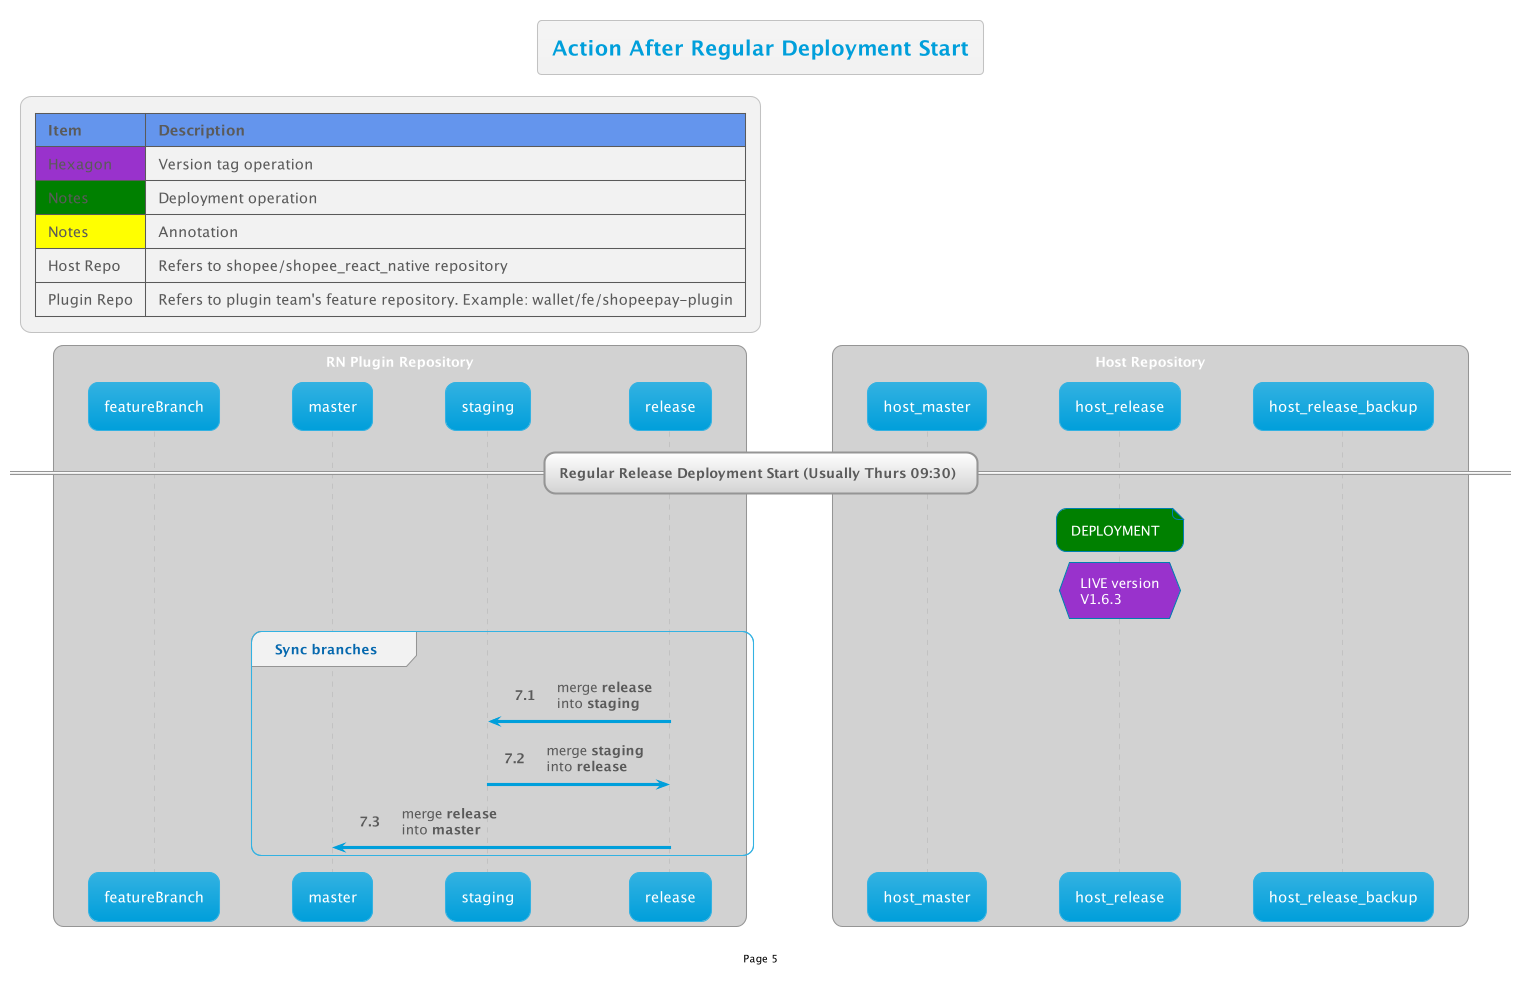 Action After Regular Deployment Start
Item Description
Hexagon Version tag operation
Notes Deployment operation
Notes Annotation
Host Repo Refers to shopee/shopee_react_native repository
Plugin Repo Refers to plugin team's feature repository. Example: wallet/fe/shopeepay-plugin
RN Plugin Repository Host Repository
featureBranch master staging release host_master host_release host_release_backup
Regular Release Deployment Start (Usually Thurs 09:30)
DEPLOYMENT
LIVE version
V1.6.3
Sync branches
7.1 merge release
into staging
7.2 merge staging
into release
7.3 merge release
into master
featureBranch master staging release host_master host_release host_release_backup
Page 5